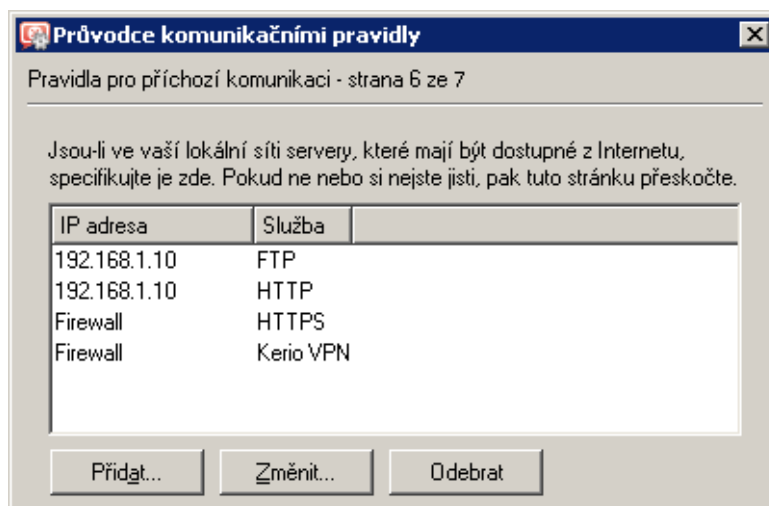 Průvodce komunikačními pravidly
Pravidla pro příchozí komunikaci - strana 6 ze 7
Jsou-li ve vaší lokální síti servery, které mají být dostupné z Internetu,
specifikujte je zde. Pokud ne nebo si nejste jisti, pak tuto stránku přeskočte.
IP adresa Služba
192.168.1.10 FTP
192.168.1.10 HTTP
Firewall HTTPS
Firewall Kerio VPN
Přidat... Změnit... Odebrat